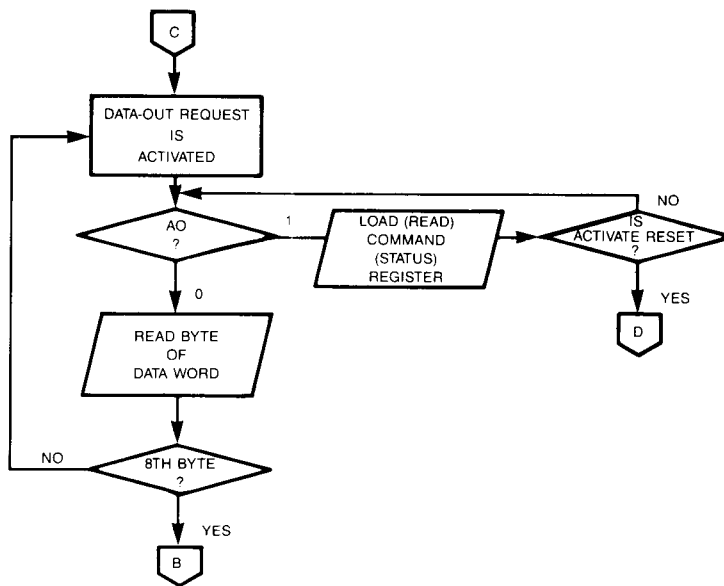 C
DATA-OUT REQUEST
IS
ACTIVATED
NO
AO
?
1
LOAD (READ)
COMMAND
(STATUS)
REGISTER
IS
ACTIVATE RESET
?
0
YES
READ BYTE
OF
DATA WORD
D
NO
8TH BYTE
?
YES
B